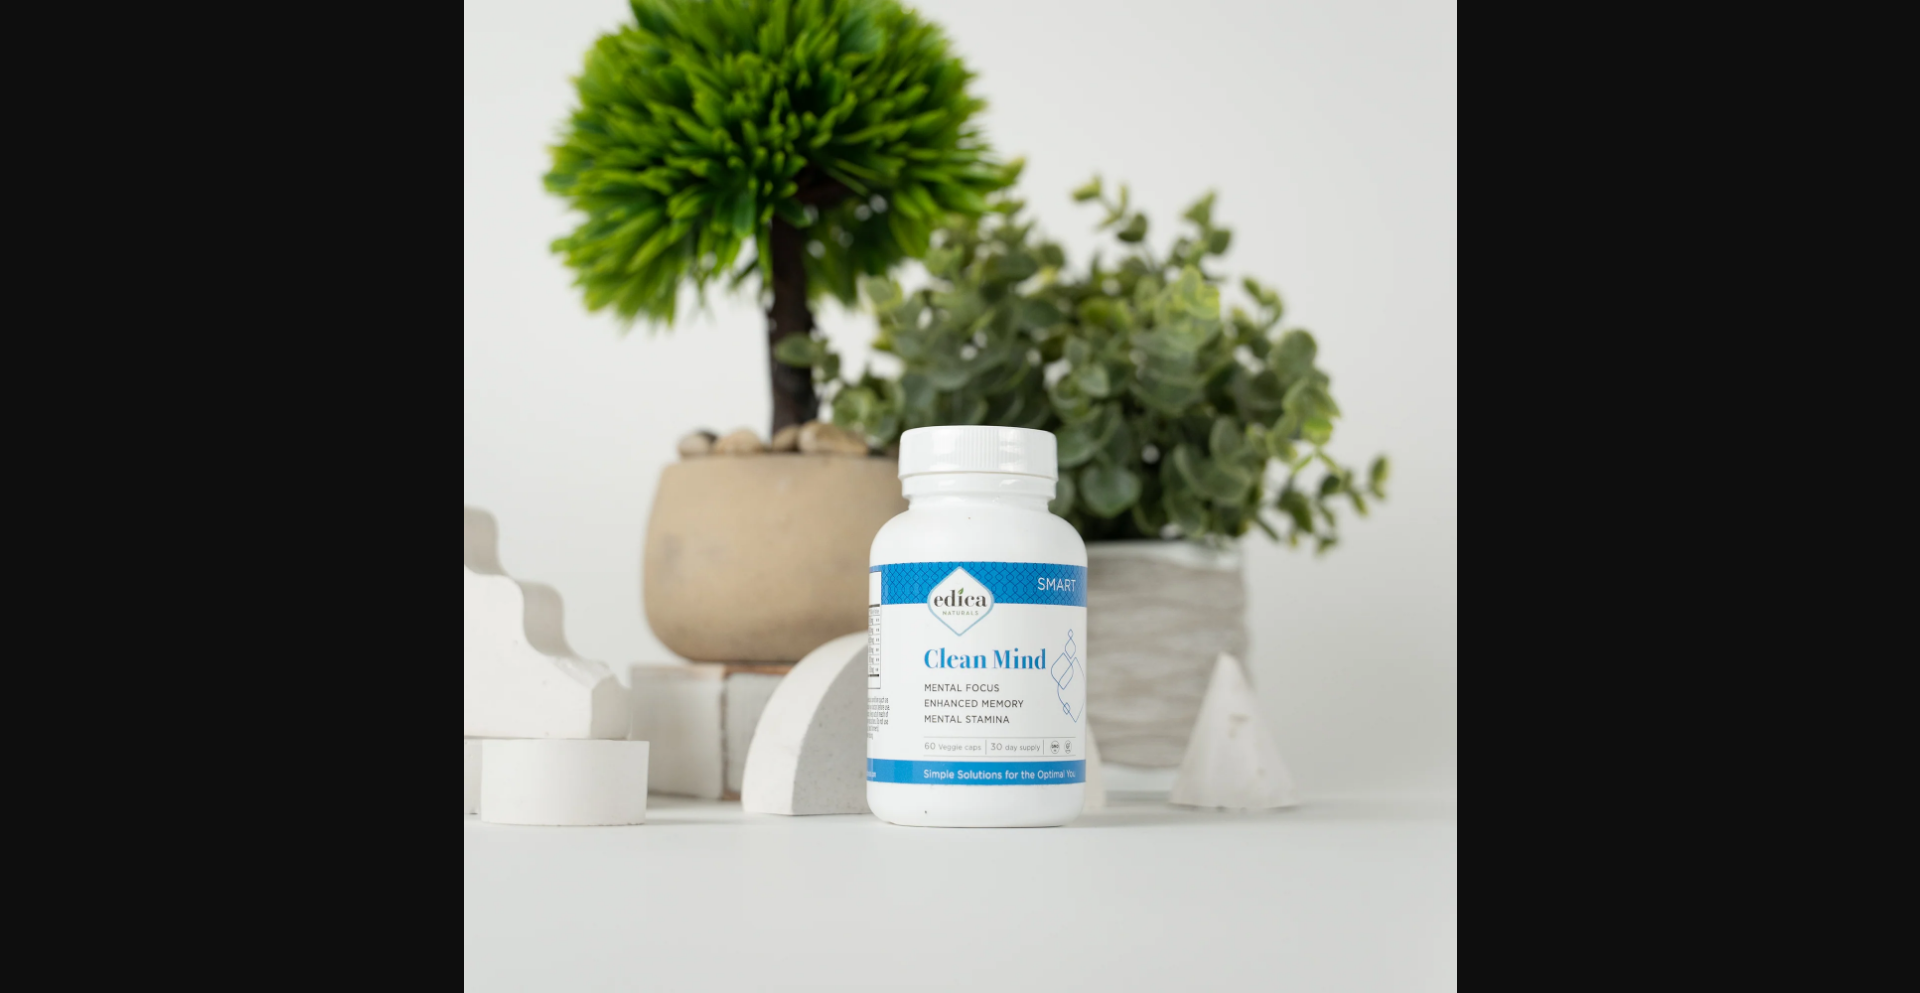 SMART
edica
NATURALS
Clean Mind
MENTAL FOCUS
ENHANCED MEMORY
MENTAL STAMINA
60 Veggie caps | 30 day supply
Simple Solutions for the Optimal You